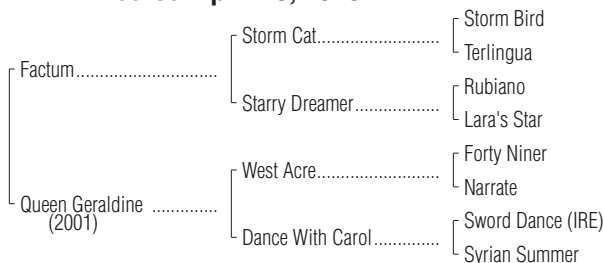 Storm Bird
Storm Cat
Terlingua
Factum
Rubiano
Starry Dreamer
Lara's Star
Forty Niner
West Acre
Narrate
Queen Geraldine
(2001)
Sword Dance (IRE)
Dance With Carol
Syrian Summer